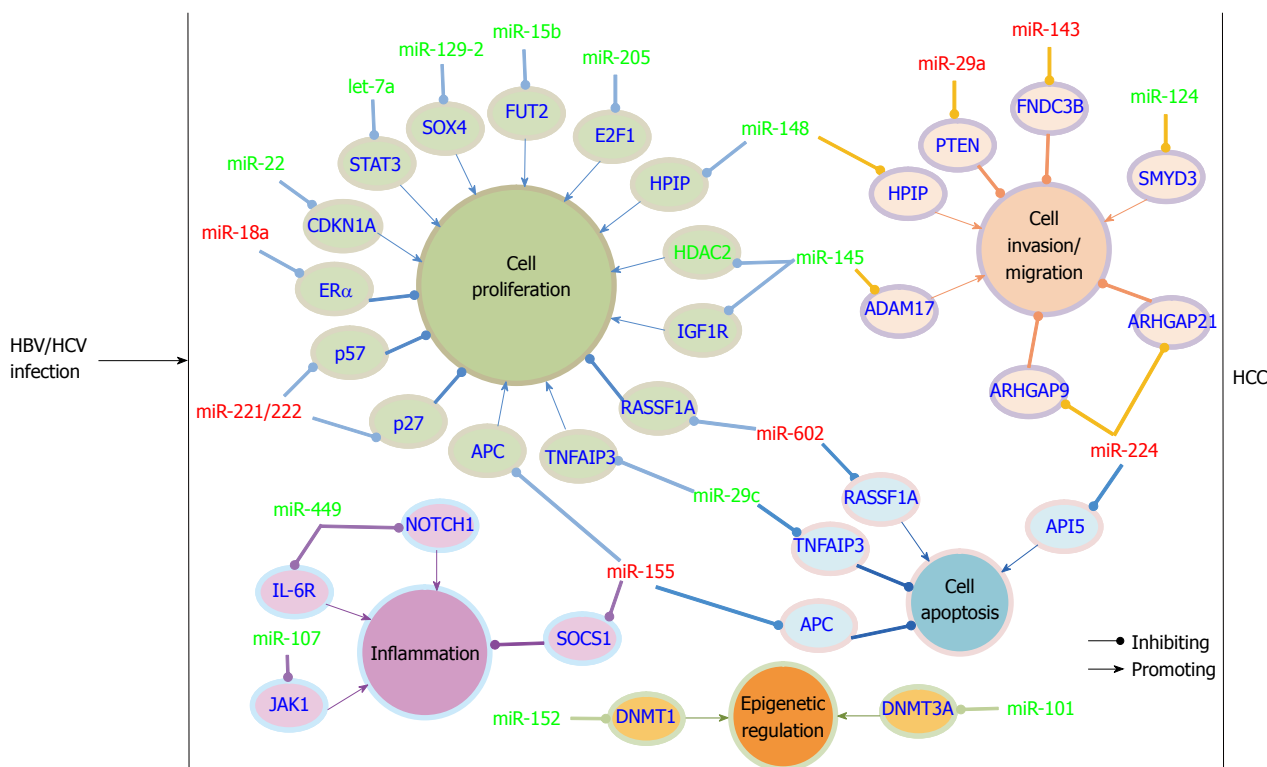 HBV/HCV
infection
miR-15b
miR-129-2
miR-205
let-7a
FUT2
SOX4
E2F1
STAT3
miR-22
miR-148
HPIP
CDKN1A
miR-18a
Cell
proliferation
HDAC2
miR-145
ERα
IGF1R
p57
miR-221/222
p27
RASSF1A
APC
TNFAIP3
miR-602
miR-29c
miR-143
miR-29a
FNDC3B
miR-124
PTEN
SMYD3
HPIP
Cell
invasion/
migration
ADAM17
ARHGAP21
ARHGAP9
miR-224
RASSF1A
API5
TNFAIP3
miR-155
APC
Cell
apoptosis
miR-449
NOTCH1
IL-6R
miR-107
Inflammation
SOCS1
JAK1
miR-152
DNMT1
Epigenetic
regulation
DNMT3A
miR-101
Inhibiting
Promoting
HCC